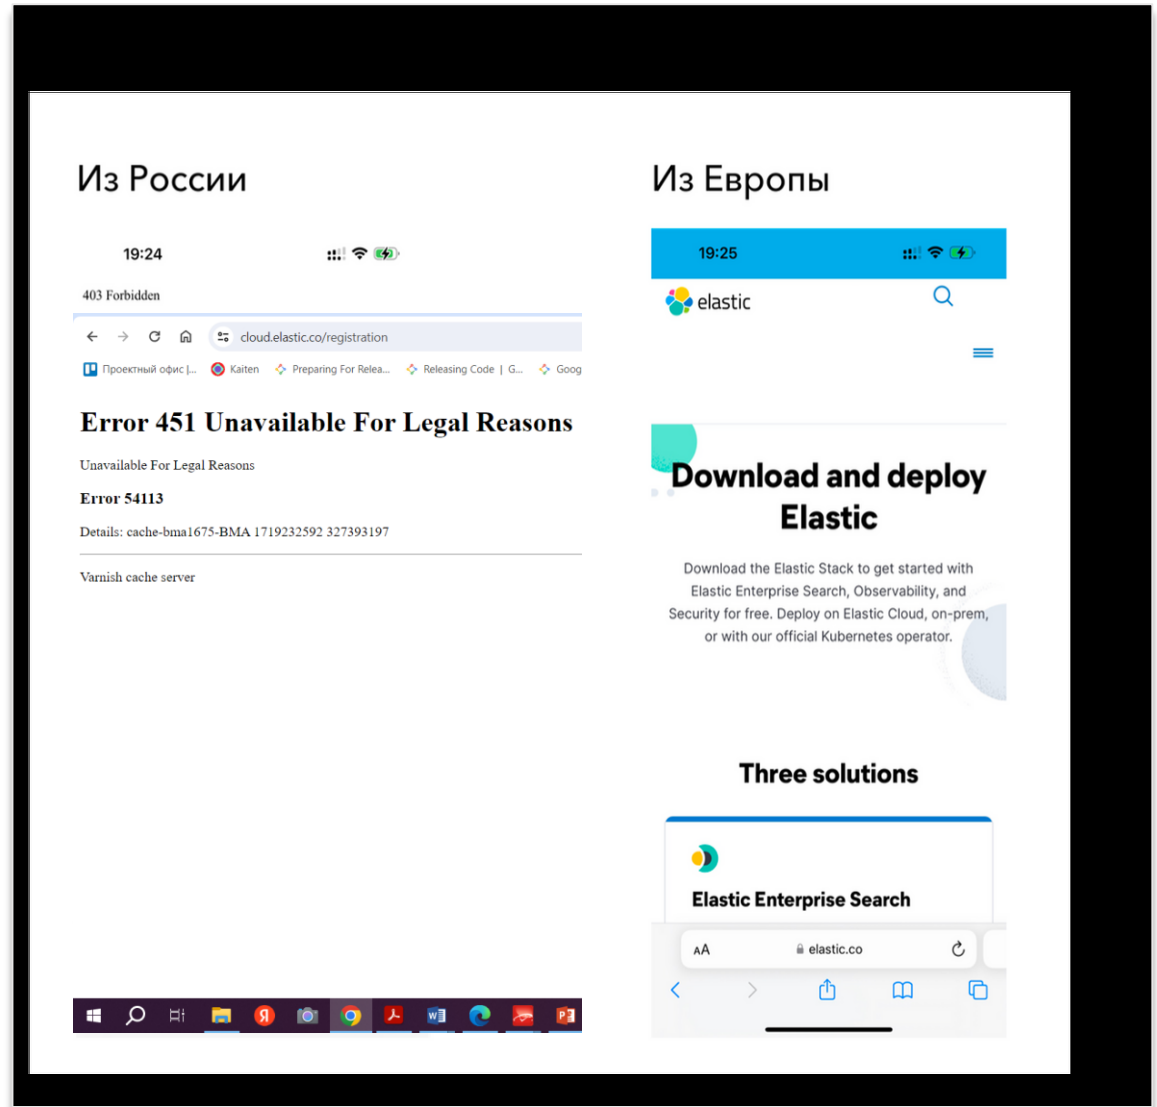 Из России
19:24
403 Forbidden
cloud.elastic.co/registration
Проектный офис |... Kaiten Preparing For Relea... Releasing Code | G... Goog
Error 451 Unavailable For Legal Reasons
Unavailable For Legal Reasons
Error 54113
Details: cache-bma1675-BMA 1719232592 327393197
Varnish cache server
Из Европы
19:25
elastic
Download and deploy
Elastic
Download the Elastic Stack to get started with
Elastic Enterprise Search, Observability, and
Security for free. Deploy on Elastic Cloud, on-prem,
or with our official Kubernetes operator.
Three solutions
Elastic Enterprise Search
AA elastic.co